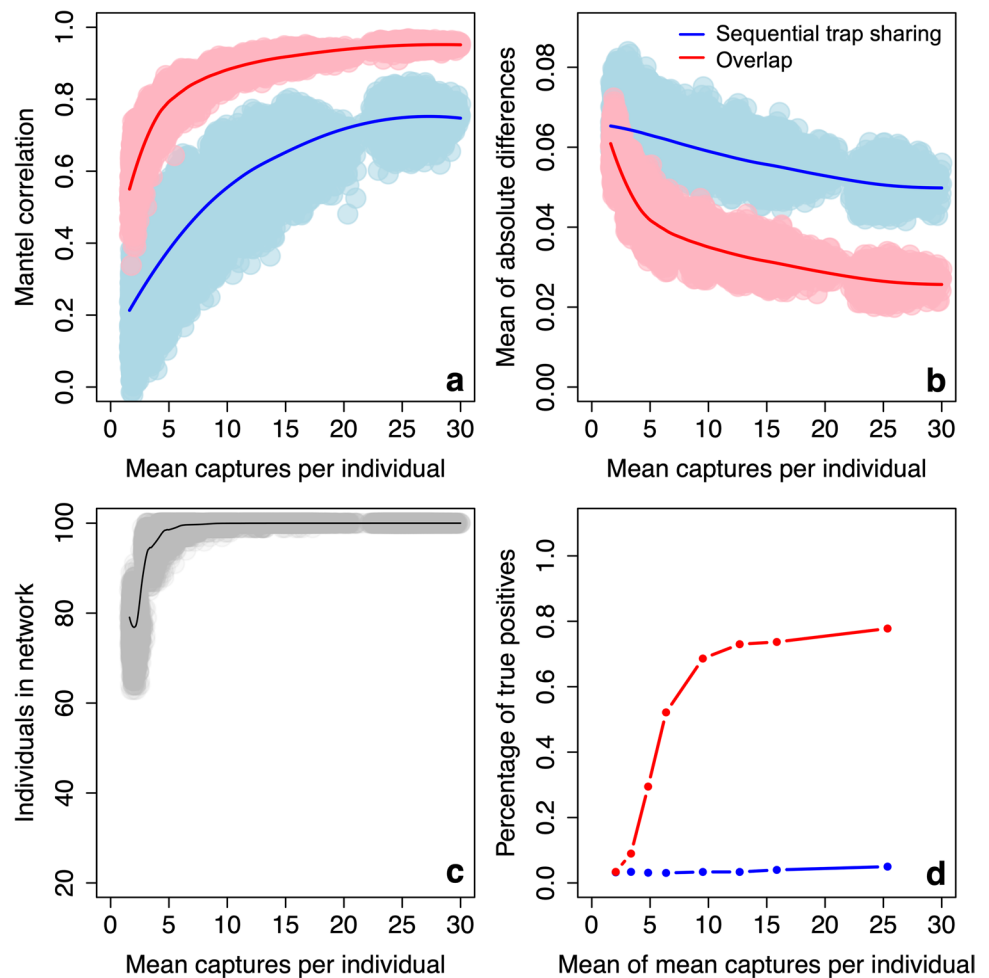 Mantel correlation
1.0
0.8
0.6
0.4
0.2
0.0
a
0 5 10 15 20 25 30
Mean captures per individual
Mean of absolute differences
0.08
0.06
0.04
0.02
0.00
Sequential trap sharing
Overlap
b
0 5 10 15 20 25 30
Mean captures per individual
Individuals in network
100
80
60
40
20
c
0 5 10 15 20 25 30
Mean captures per individual
Percentage of true positives
1.0
0.8
0.6
0.4
0.2
0.0
d
0 5 10 15 20 25 30
Mean of mean captures per individual